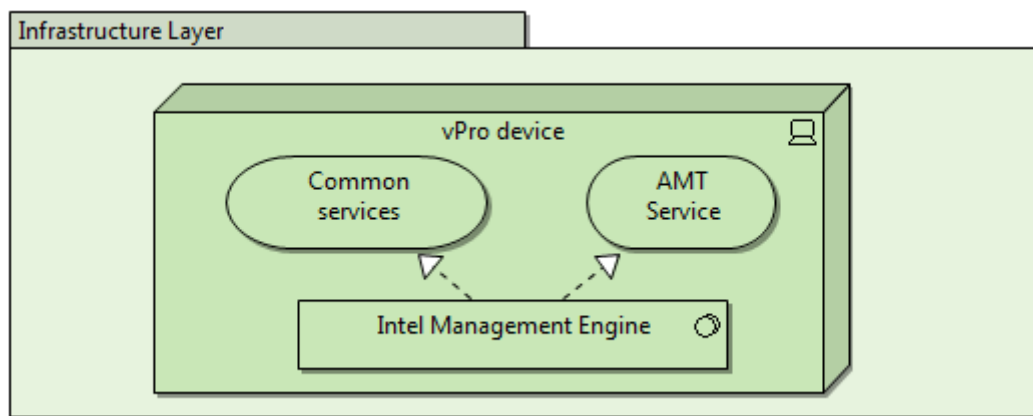 Infrastructure Layer
vPro device
Common
services
AMT
Service
Intel Management Engine